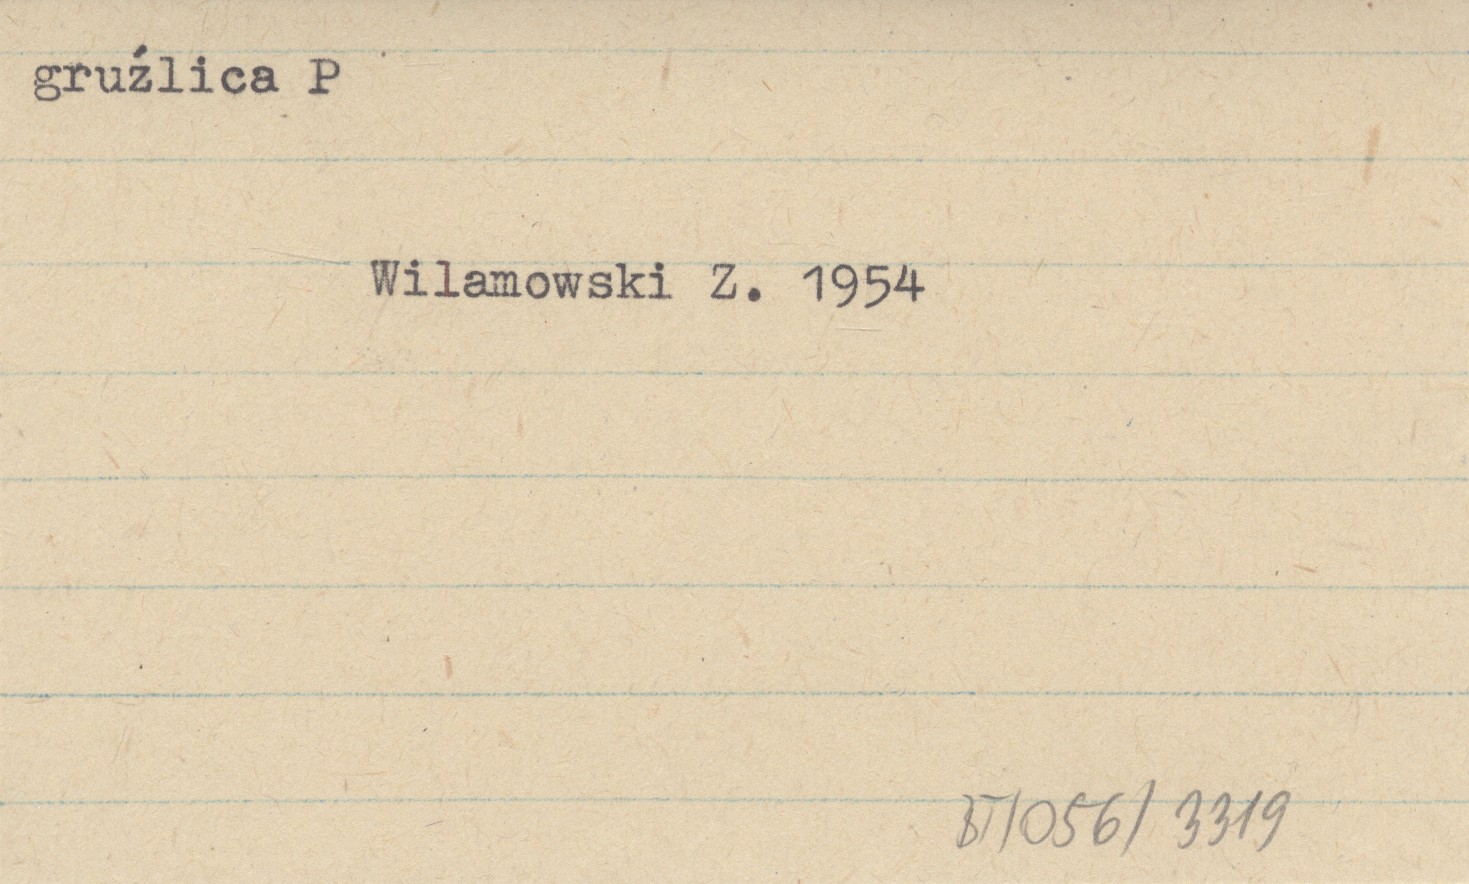 gruźlica P
Wilamowski Z. 1954
BT/056/ 3319